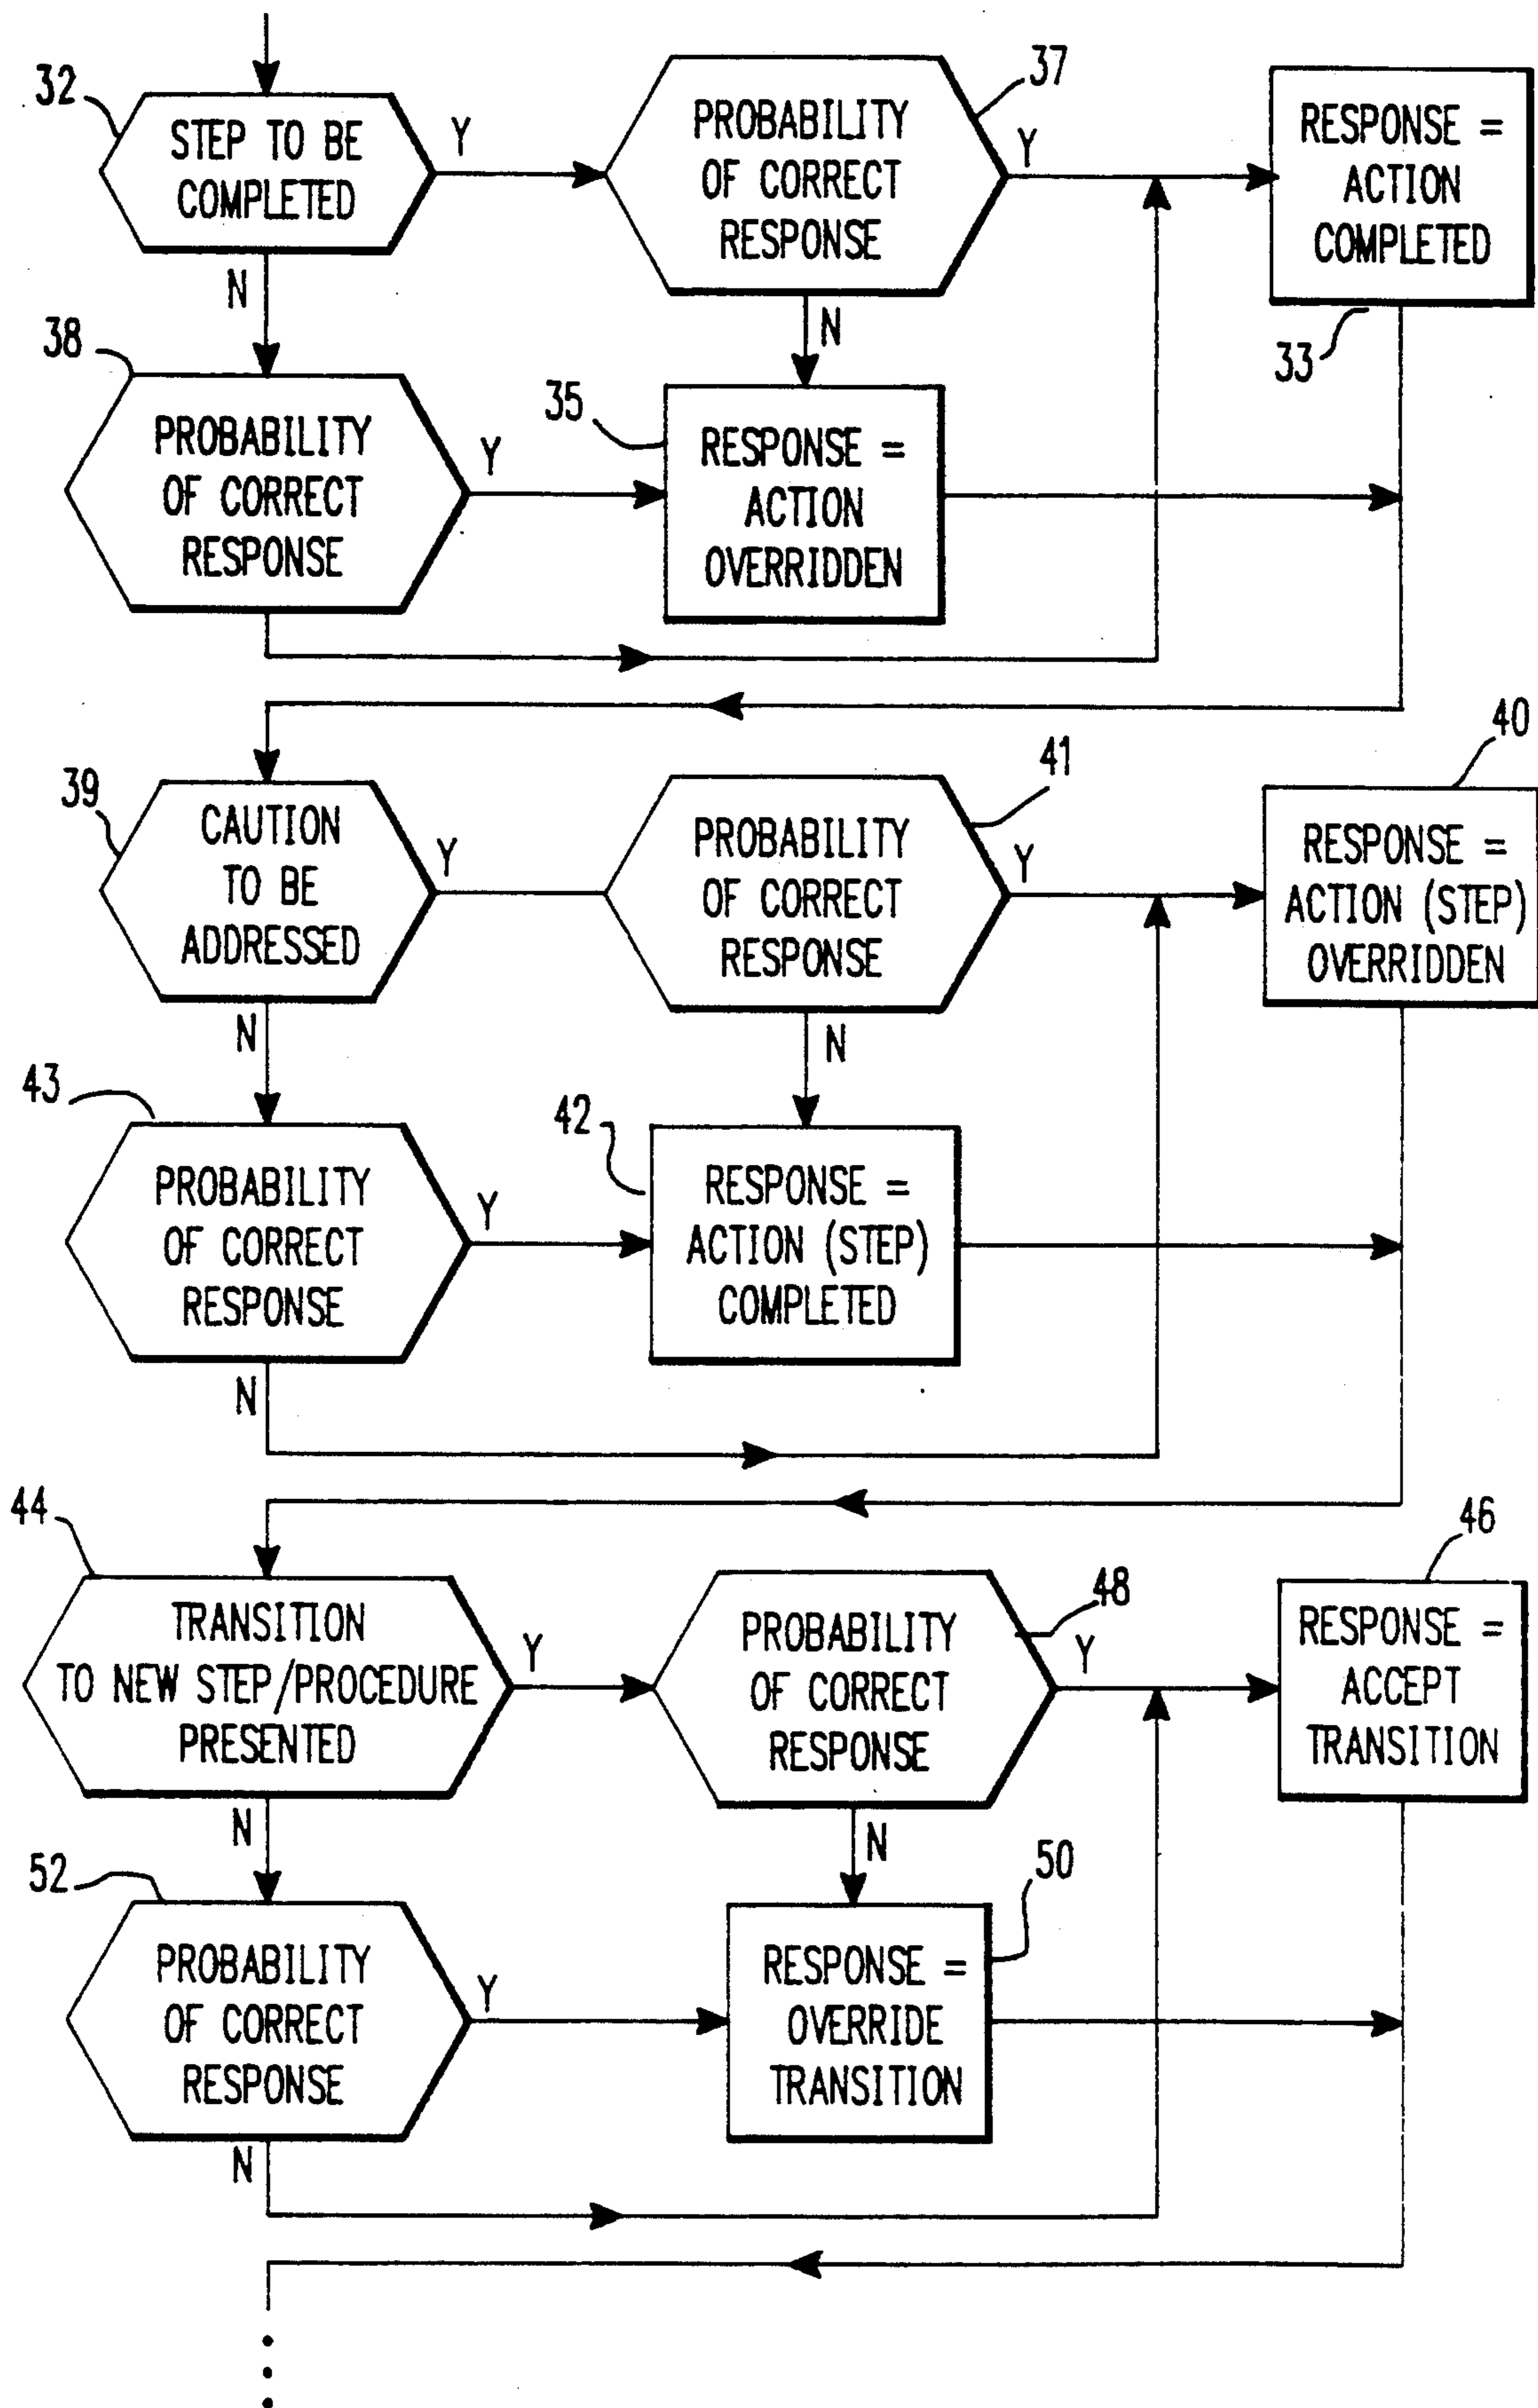 32
STEP TO BE
COMPLETED
Y
37
PROBABILITY
OF CORRECT
RESPONSE
Y
RESPONSE =
ACTION
COMPLETED
33
N
N
38
PROBABILITY
OF CORRECT
RESPONSE
Y
35
RESPONSE =
ACTION
OVERRIDDEN
39
CAUTION
TO BE
ADDRESSED
Y
41
PROBABILITY
OF CORRECT
RESPONSE
Y
40
RESPONSE =
ACTION (STEP)
OVERRIDDEN
N
N
43
PROBABILITY
OF CORRECT
RESPONSE
Y
42
RESPONSE =
ACTION (STEP)
COMPLETED
N
44
TRANSITION
TO NEW STEP/PROCEDURE
PRESENTED
Y
48
PROBABILITY
OF CORRECT
RESPONSE
Y
46
RESPONSE =
ACCEPT
TRANSITION
N
N
52
PROBABILITY
OF CORRECT
RESPONSE
Y
50
RESPONSE =
OVERRIDE
TRANSITION
N